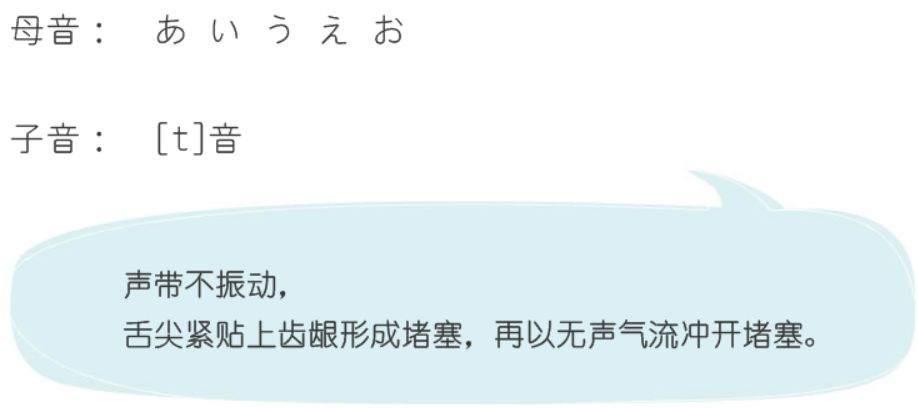 母音： あ い う え お
子音： [t]音
声带不振动，
舌尖紧贴上齿龈形成堵塞，再以无声气流冲开堵塞。